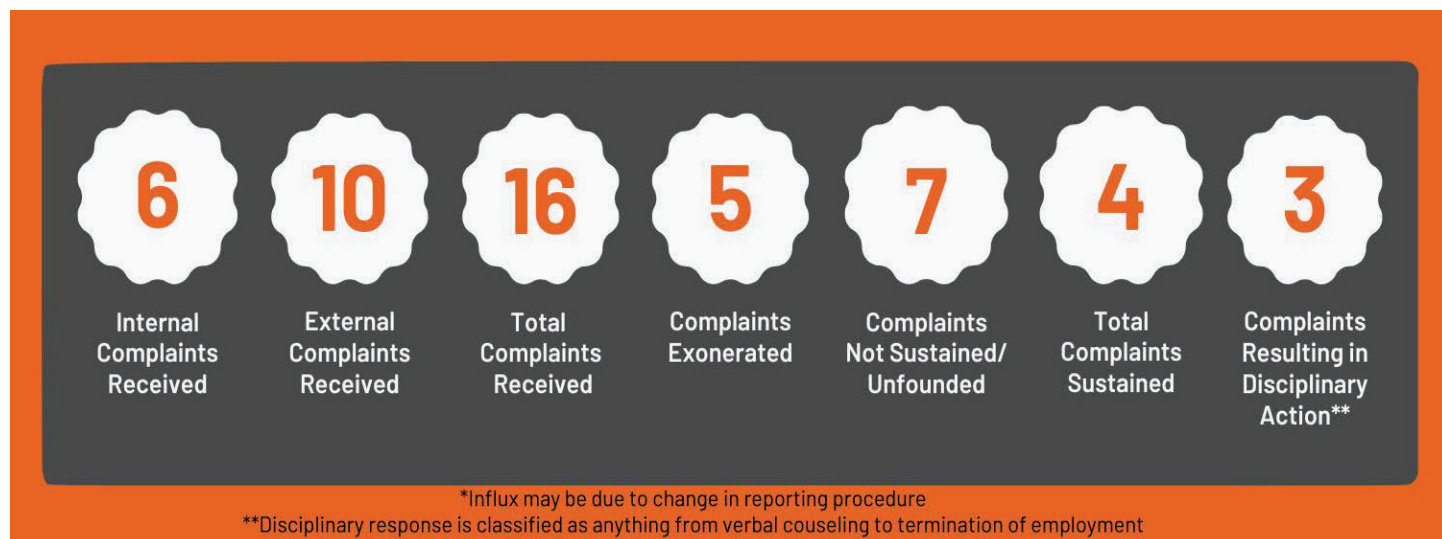 6
10
16
5
7
4
3
Internal
Complaints
Received
External
Complaints
Received
Total
Complaints
Received
Complaints
Exonerated
Complaints
Not Sustained/
Unfounded
Total
Complaints
Sustained
Complaints
Resulting in
Disciplinary
Action**
*Influx may be due to change in reporting procedure
**Disciplinary response is classified as anything from verbal couseling to termination of employment